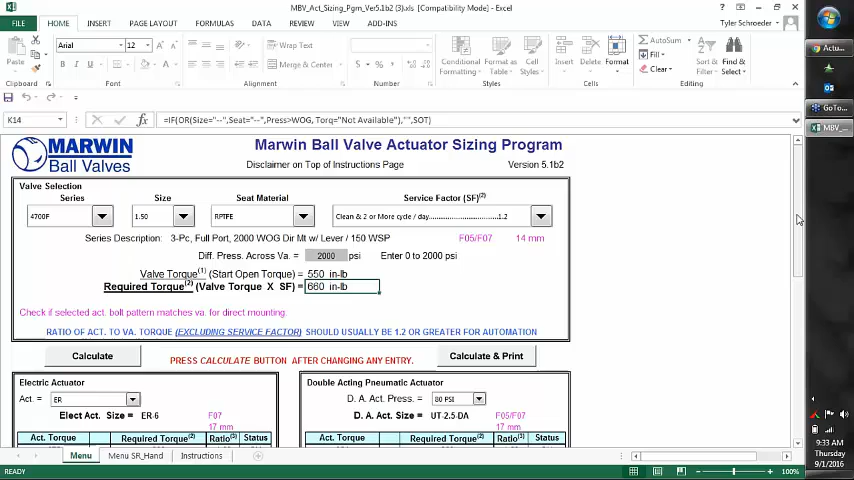 MBV_Act_Sizing_Pgrn_Ver5.1b2 (3).xls [Compatibility Mode] - Excel
FILE HOME INSERT PAGE LAYOUT FORMULAS DATA REVIEW VIEW ADD-INS Tyler Schroeder
Paste Arial 12 A A Wrap Text
B I U Merge & Center $ % Conditional Formatting Format as Table Cell Styles Insert Delete Format AutoSum Fill Clear Sort & Filter Find & Select
Clipboard Font Alignment Number Styles Cells Editing
K14 fx =IF(OR(Size="--",Seat="--",Press>WOG, Torq="Not Available"),"",SOT)
MARWIN Ball Valves
Marwin Ball Valve Actuator Sizing Program
Disclaimer on Top of Instructions Page Version 5.1b2
Valve Selection
Series Size Seat Material Service Factor (SF)(2)
4700F 1.50 RPTFE Clean & 2 or More cycle / day............................1.2
Series Description: 3-Pc, Full Port, 2000 WOG Dir Mt w/ Lever / 150 WSP F05/F07 14 mm
Diff. Press. Across Va. = 2000 psi Enter 0 to 2000 psi
Valve Torque(1) (Start Open Torque) = 550 in-lb
Required Torque(2) (Valve Torque X SF) = 660 in-lb
Check if selected act. bolt pattern matches va. for direct mounting.
RATIO OF ACT. TO VA. TORQUE (EXCLUDING SERVICE FACTOR) SHOULD USUALLY BE 1.2 OR GREATER FOR AUTOMATION
Calculate PRESS CALCULATE BUTTON AFTER CHANGING ANY ENTRY. Calculate & Print
Electric Actuator Double Acting Pneumatic Actuator
Act. = ER D. A. Act. Press. = 80 PSI
Elect Act. Size = ER-6 F07 D. A. Act. Size = UT-2.5-DA F05/F07
17 mm 17 mm
Act. Torque Required Torque(2) Ratio(3) Status Act. Torque Required Torque(2) Ratio(3) Status
Menu Menu SR_Hand Instructions
READY 100%
Actu...
GoTo...
MBV_...
9:33 AM
Thursday
9/1/2016